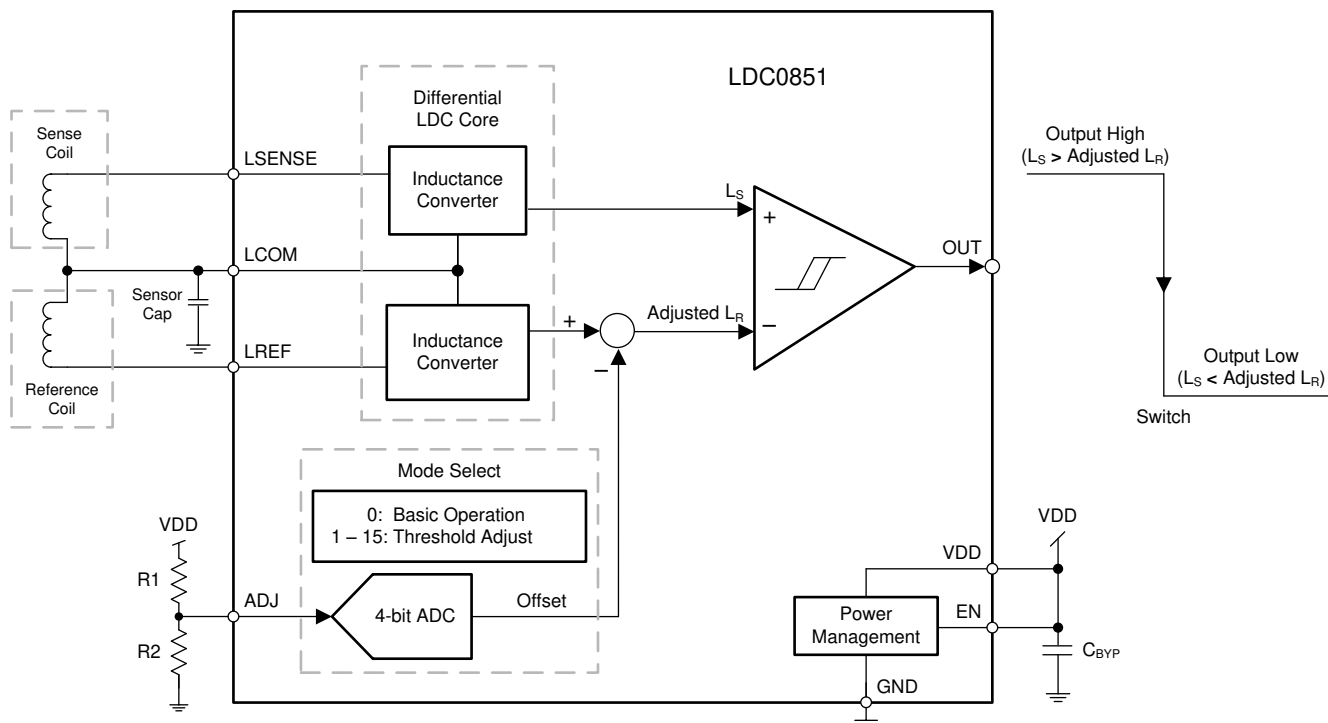 LDC0851
Differential
LDC Core
Sense
Coil
LSENSE
Inductance
Converter
LS
+
Output High
(LS > Adjusted LR)
OUT
LCOM
Sensor
Cap
Inductance
Converter
+
−
Adjusted LR
−
LREF
Reference
Coil
Output Low
(LS < Adjusted LR)
Switch
Mode Select
0: Basic Operation
1 – 15: Threshold Adjust
VDD
R1
R2
ADJ
4-bit ADC
Offset
VDD
VDD
EN
Power
Management
CBYP
GND